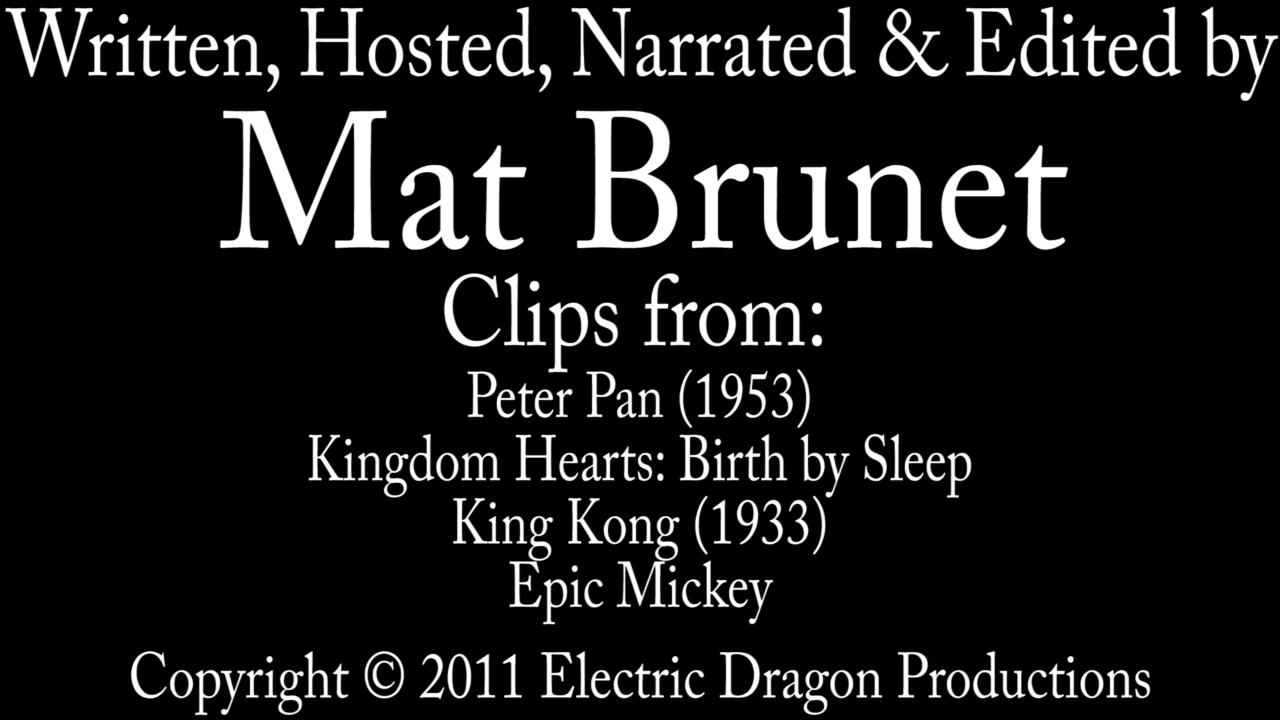 Written, Hosted, Narrated & Edited by
Mat Brunet
Clips from:
Peter Pan (1953)
Kingdom Hearts: Birth by Sleep
King Kong (1933)
Epic Mickey
Copyright © 2011 Electric Dragon Productions